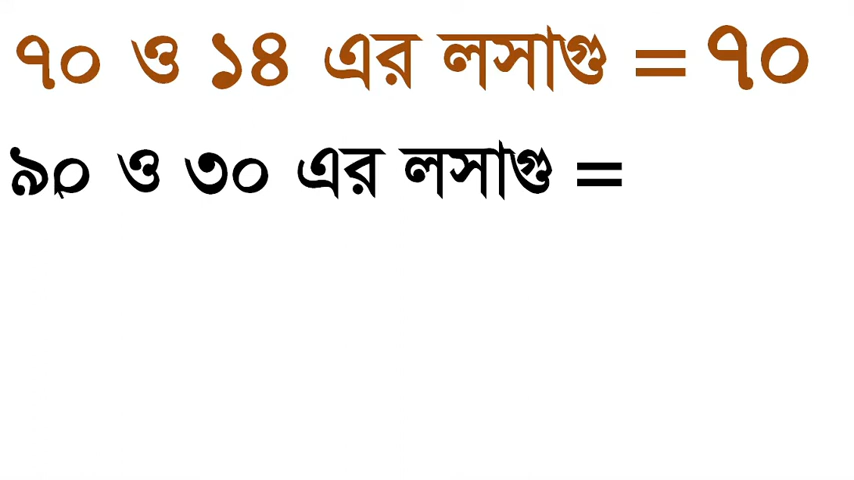 ৭০ ও ১৪ এর লসাগু = ৭০
৯০ ও ৩০ এর লসাগু =